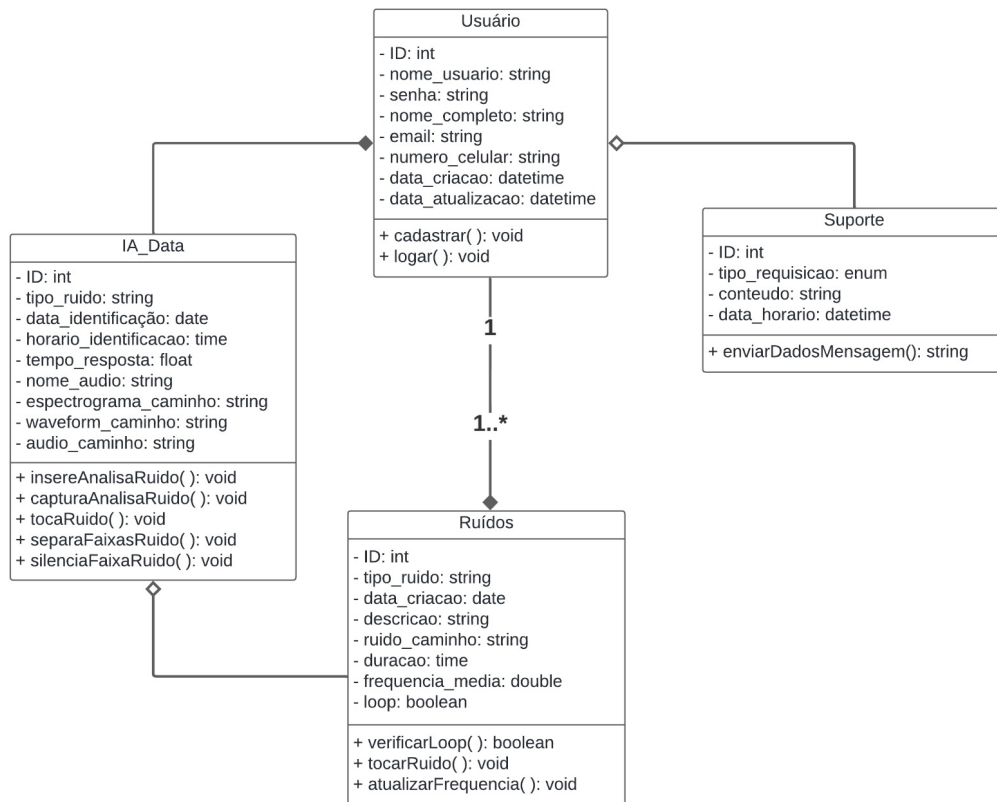 Usuário
- ID: int
- nome_usuario: string
- senha: string
- nome_completo: string
- email: string
- numero_celular: string
- data_criacao: datetime
- data_atualizacao: datetime
+ cadastrar( ): void
+ logar( ): void
Suporte
- ID: int
- tipo_requisicao: enum
- conteudo: string
- data_horario: datetime
+ enviarDadosMensagem(): string
IA_Data
- ID: int
- tipo_ruido: string
- data_identificação: date
- horario_identificacao: time
- tempo_resposta: float
- nome_audio: string
- espectrograma_caminho: string
- waveform_caminho: string
- audio_caminho: string
+ insereAnalisaRuido( ): void
+ capturaAnalisaRuido( ): void
+ tocaRuido( ): void
+ separaFaixasRuido( ): void
+ silenciaFaixaRuido( ): void
1
1..*
Ruídos
- ID: int
- tipo_ruido: string
- data_criacao: date
- descricao: string
- ruido_caminho: string
- duracao: time
- frequencia_media: double
- loop: boolean
+ verificarLoop( ): boolean
+ tocarRuido( ): void
+ atualizarFrequencia( ): void